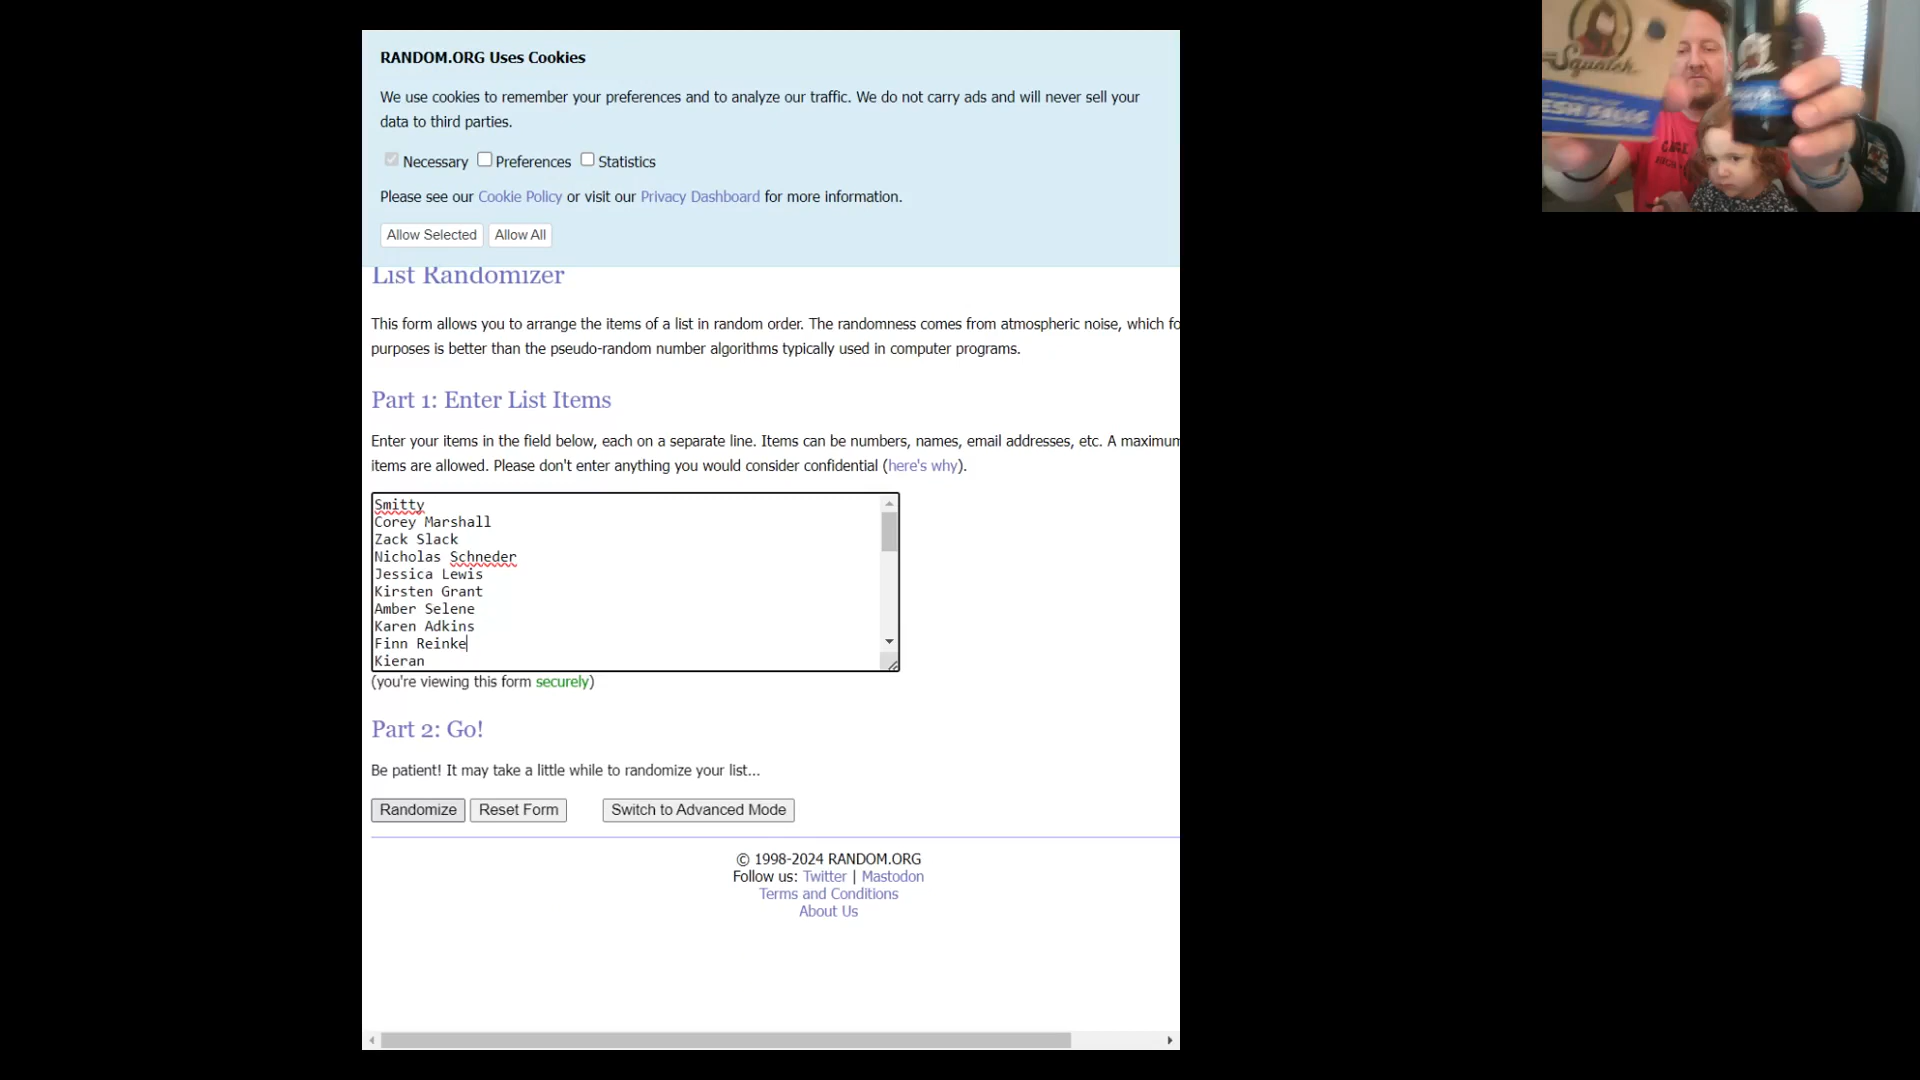 RANDOM.ORG Uses Cookies
We use cookies to remember your preferences and to analyze our traffic. We do not carry ads and will never sell your
data to third parties.
Necessary Preferences Statistics
Please see our Cookie Policy or visit our Privacy Dashboard for more information.
Allow Selected Allow All
List Randomizer
This form allows you to arrange the items of a list in random order. The randomness comes from atmospheric noise, which fo
purposes is better than the pseudo-random number algorithms typically used in computer programs.
Part 1: Enter List Items
Enter your items in the field below, each on a separate line. Items can be numbers, names, email addresses, etc. A maximum
items are allowed. Please don't enter anything you would consider confidential (here's why).
Smitty
Corey Marshall
Zack Slack
Nicholas Schneder
Jessica Lewis
Kirsten Grant
Amber Selene
Karen Adkins
Finn Reinke
Kieran
(you're viewing this form securely)
Part 2: Go!
Be patient! It may take a little while to randomize your list...
Randomize Reset Form Switch to Advanced Mode
© 1998-2024 RANDOM.ORG
Follow us: Twitter | Mastodon
Terms and Conditions
About Us
Squatch